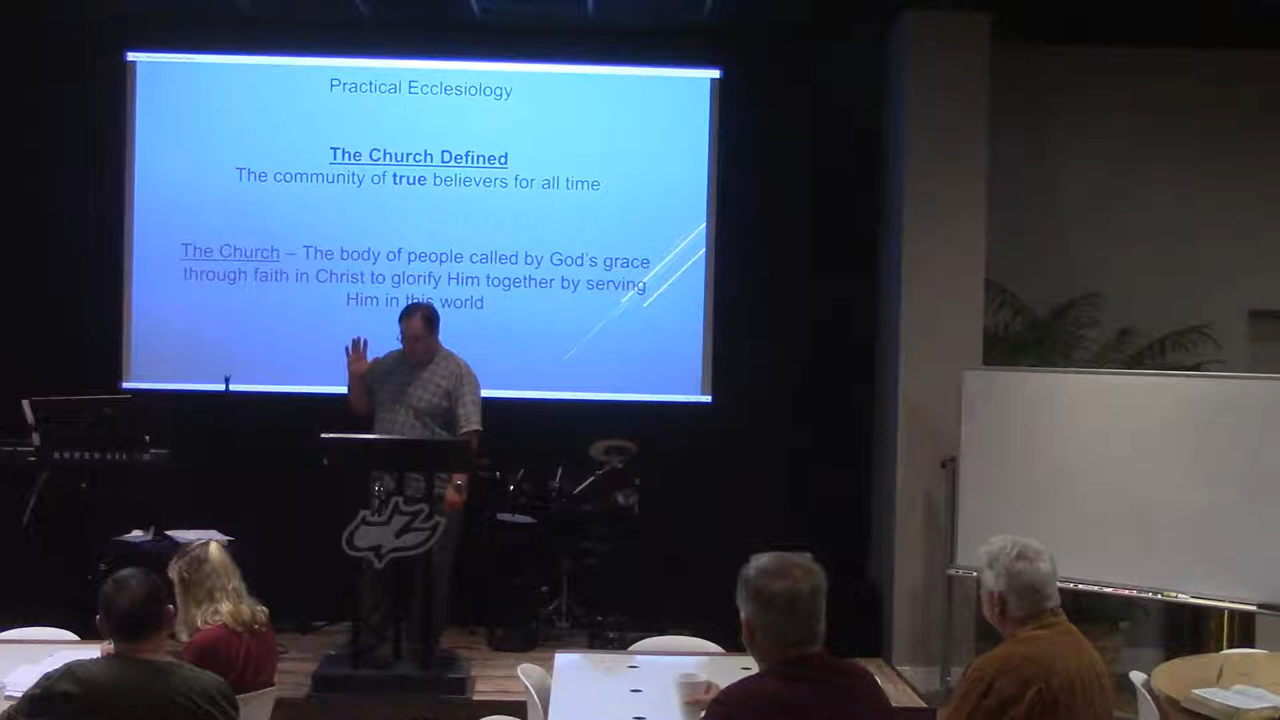 Practical Ecclesiology
The Church Defined
The community of true believers for all time
The Church – The body of people called by God's grace
through faith in Christ to glorify Him together by serving
Him in this world